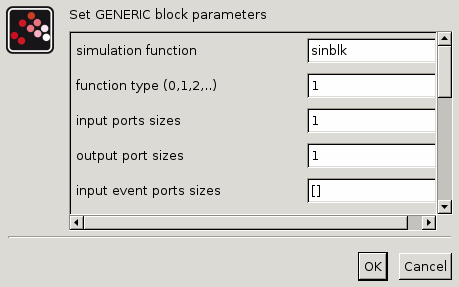 Set GENERIC block parameters
simulation function sinblk
function type (0,1,2,..) 1
input ports sizes 1
output port sizes 1
input event ports sizes []
OK Cancel